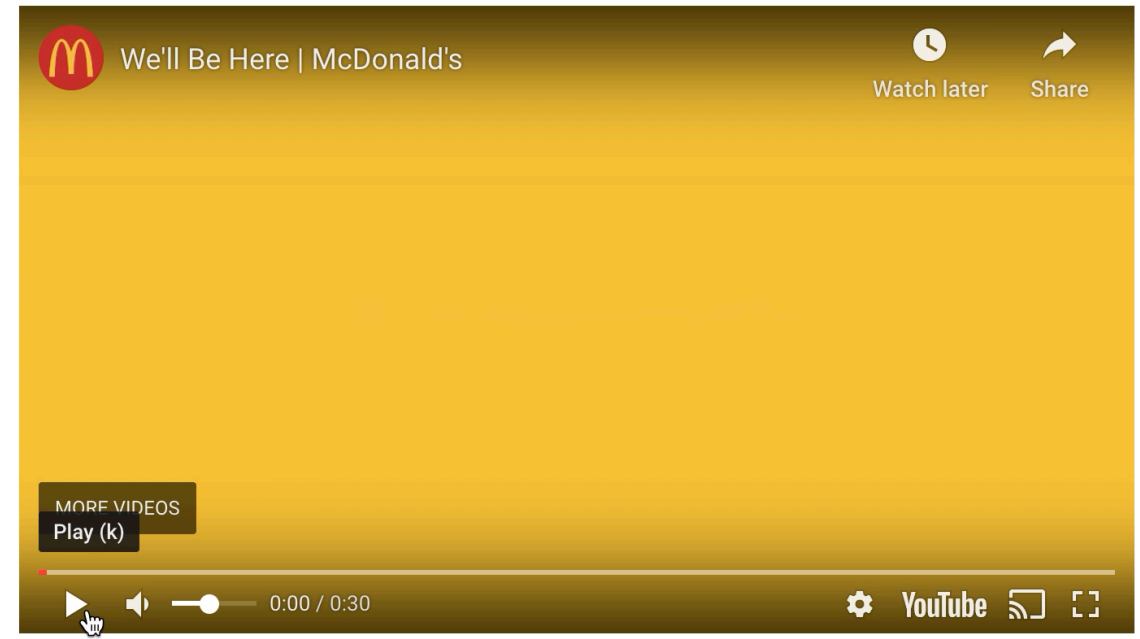 We'll Be Here | McDonald's
Watch later
Share
MORE VIDEOS
Play (k)
0:00 / 0:30
YouTube